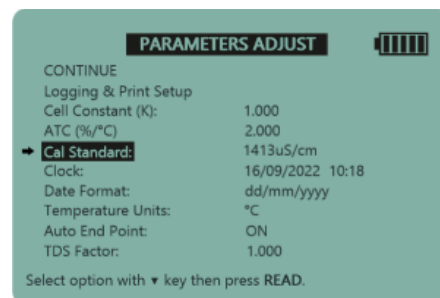 PARAMETERS ADJUST
CONTINUE
Logging & Print Setup
Cell Constant (K): 1.000
ATC (%/°C) 2.000
Cal Standard: 1413uS/cm
Clock: 16/09/2022 10:18
Date Format: dd/mm/yyyy
Temperature Units: °C
Auto End Point: ON
TDS Factor: 1.000
Select option with ▼ key then press READ.